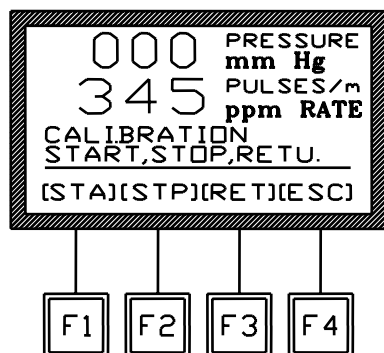 000 PRESSURE
mm Hg
345 PULSES/m
ppm RATE
CALIBRATION
START,STOP,RETU.
[STA][STP][RET][ESC]
F1 F2 F3 F4